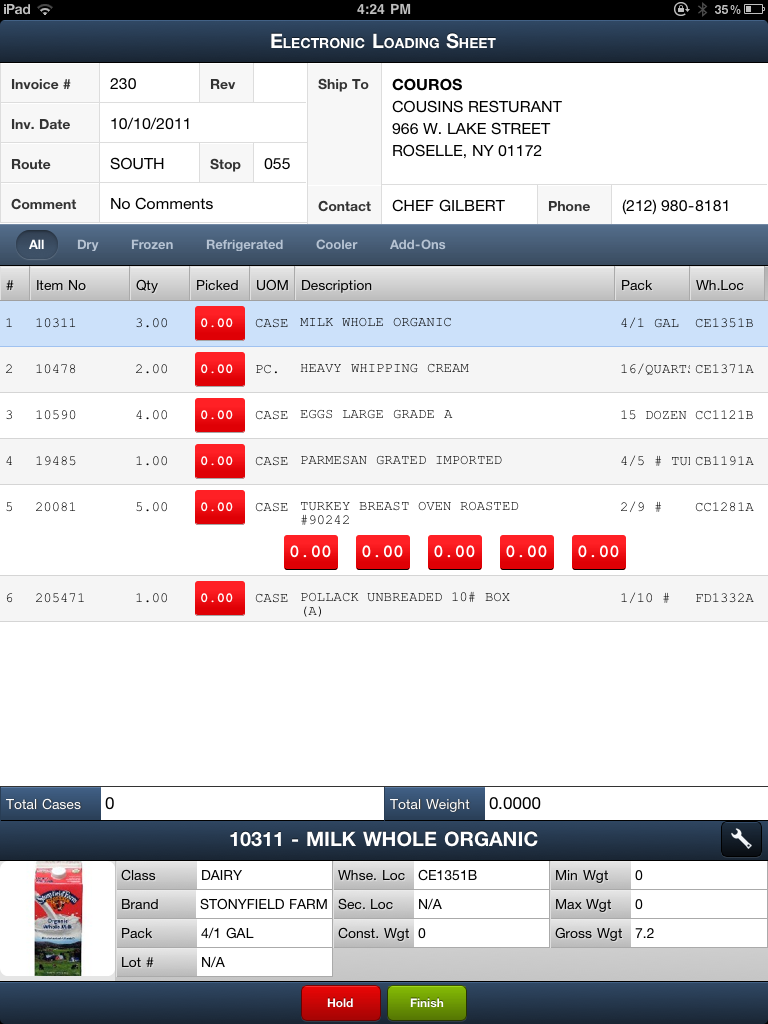 iPad 4:24 PM 35%
Electronic Loading Sheet
Invoice # 230 Rev Ship To COUROS
COUSINS RESTURANT
Inv. Date 10/10/2011 966 W. LAKE STREET
Route SOUTH Stop 055 ROSELLE, NY 01172
Comment No Comments Contact CHEF GILBERT Phone (212) 980-8181
All Dry Frozen Refrigerated Cooler Add-Ons
# Item No Qty Picked UOM Description Pack Wh.Loc
1 10311 3.00 0.00 CASE MILK WHOLE ORGANIC 4/1 GAL CE1351B
2 10478 2.00 0.00 PC. HEAVY WHIPPING CREAM 16/QUARTS CE1371A
3 10590 4.00 0.00 CASE EGGS LARGE GRADE A 15 DOZEN CC1121B
4 19485 1.00 0.00 CASE PARMESAN GRATED IMPORTED 4/5 # TU CB1191A
5 20081 5.00 0.00 CASE TURKEY BREAST OVEN ROASTED 2/9 # CC1281A
#90242
0.00 0.00 0.00 0.00 0.00
6 205471 1.00 0.00 CASE POLLACK UNBREADED 10# BOX 1/10 # FD1332A
(A)
Total Cases 0 Total Weight 0.0000
10311 - MILK WHOLE ORGANIC
Class DAIRY Whse. Loc CE1351B Min Wgt 0
Brand STONYFIELD FARM Sec. Loc N/A Max Wgt 0
Pack 4/1 GAL Const. Wgt 0 Gross Wgt 7.2
Lot # N/A
Stonyfield Farm
Organic
Whole Milk
Hold Finish